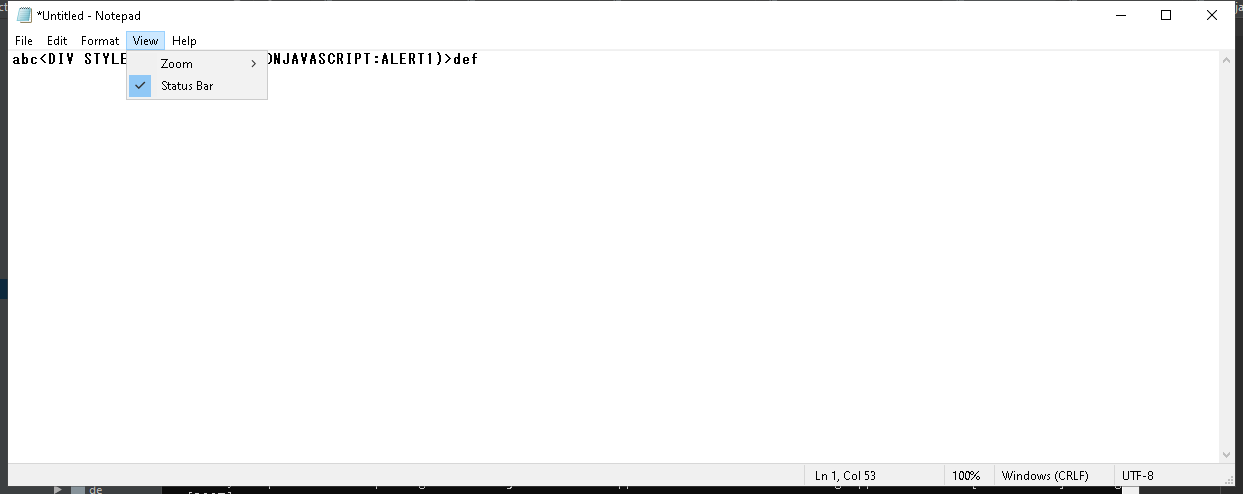 *Untitled - Notepad
File Edit Format View Help
abc<DIV STYLE ONJAVASCRIPT:ALERT1)>def
Zoom
Status Bar
Ln 1, Col 53 100% Windows (CRLF) UTF-8
de